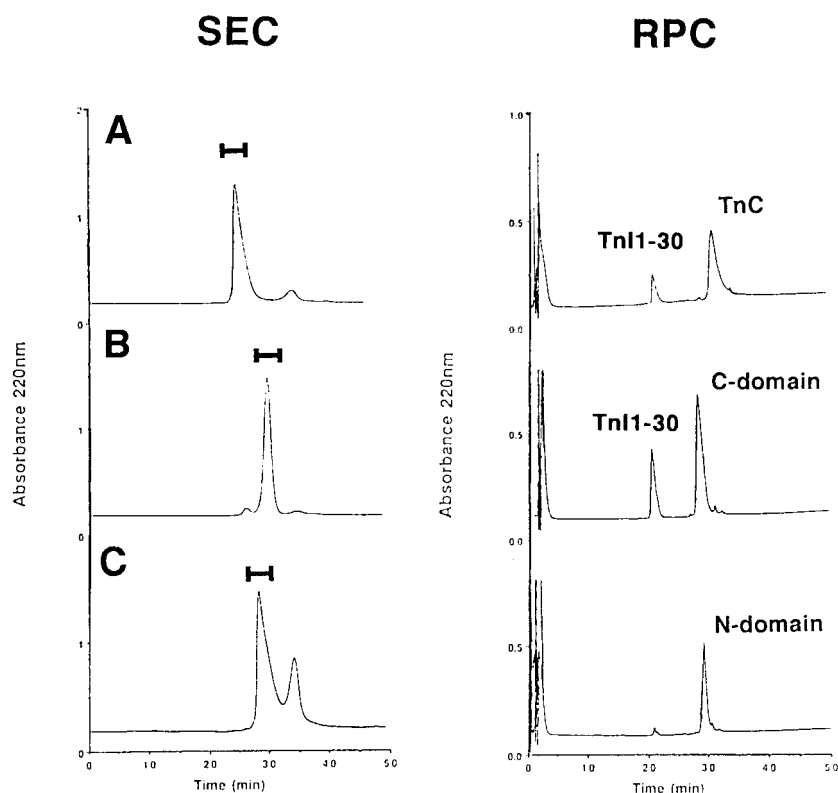 SEC
RPC
A
2
1
0
B
1
0
C
1
0
0 10 20 30 40 50
Time (min)
Absorbance 220nm
1.0
0.5
0.0
TnI1-30
TnC
0.5
0.0
TnI1-30
C-domain
0.5
0.0
N-domain
0 10 20 30 40 50
Time (min)
Absorbance 220nm